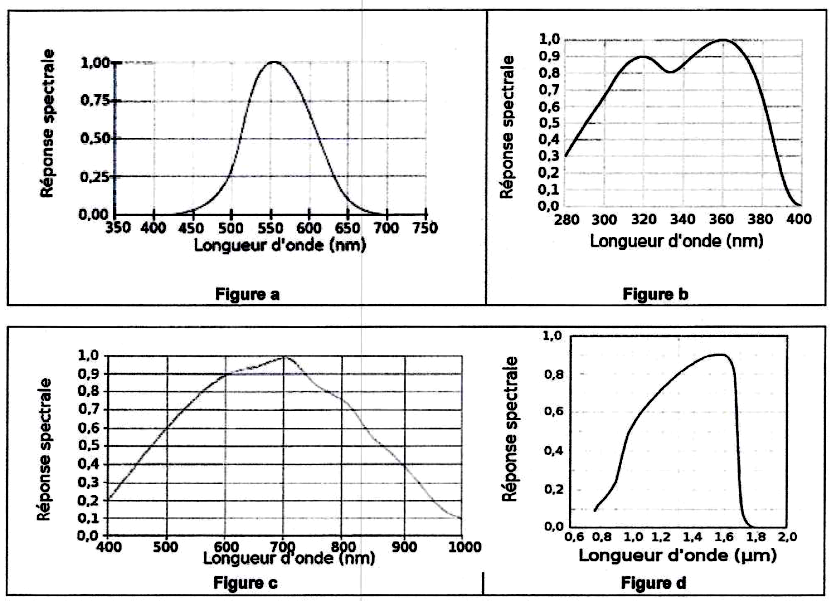 Réponse spectrale
1,00
0,75
0,50
0,25
0,00
350 400 450 500 550 600 650 700 750
Longueur d'onde (nm)
Figure a
Réponse spectrale
1,0
0,9
0,8
0,7
0,6
0,5
0,4
0,3
0,2
0,1
0,0
280 300 320 340 360 380 400
Longueur d'onde (nm)
Figure b
Réponse spectrale
1,0
0,9
0,8
0,7
0,6
0,5
0,4
0,3
0,2
0.1
0,0
400 500 600 700 800 900 1000
Longueur d'onde (nm)
Figure c
Réponse spectrale
1,0
0,8
0,6
0,4
0,2
0,0
0,6 0,8 1,0 1,2 1,4 1,6 1,8 2,0
Longueur d'onde (µm)
Figure d